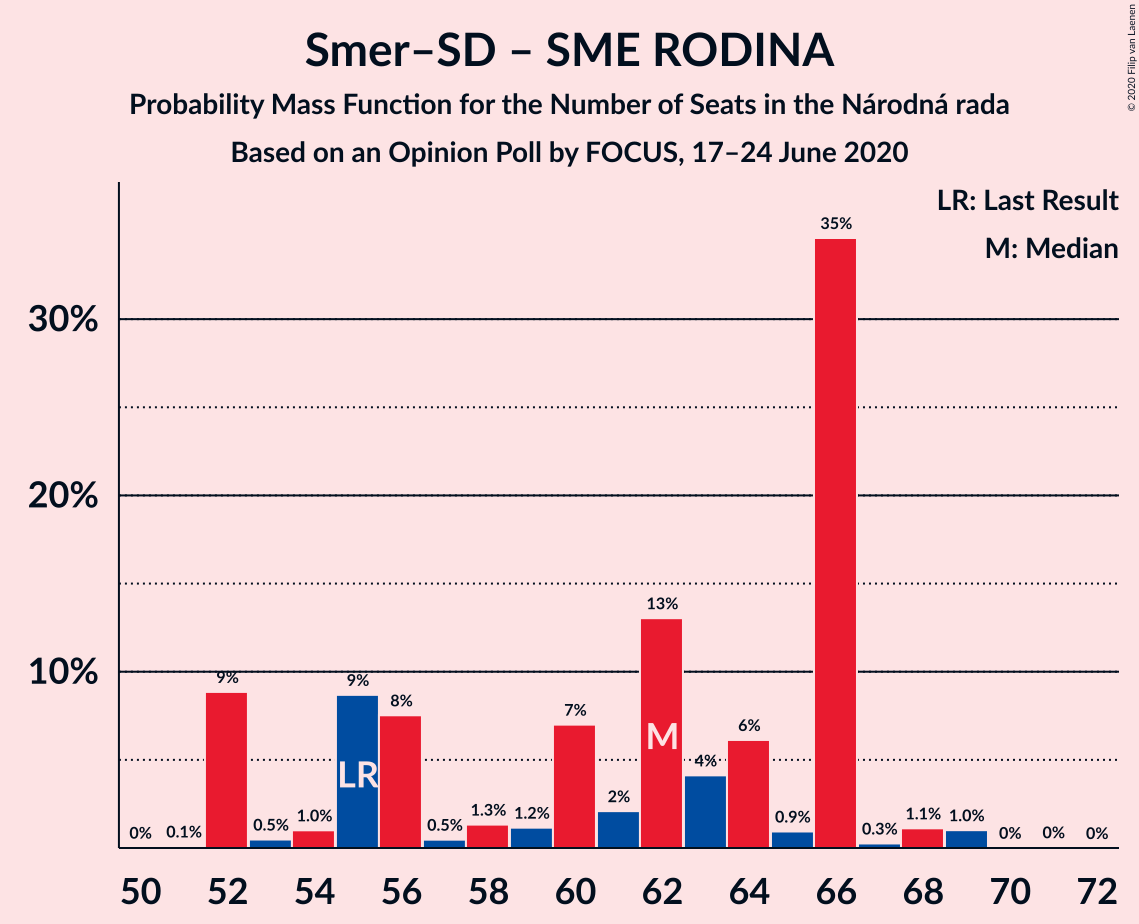 Smer–SD – SME RODINA
Probability Mass Function for the Number of Seats in the Národná rada
Based on an Opinion Poll by FOCUS, 17–24 June 2020
© 2020 Filip van Laenen
LR: Last Result
M: Median
30%
20%
10%
0%
0.1%
9%
0.5%
1.0%
9%
8%
0.5%
1.3%
1.2%
7%
2%
13%
4%
6%
0.9%
35%
0.3%
1.1%
1.0%
0%
0%
0%
LR
M
50 52 54 56 58 60 62 64 66 68 70 72